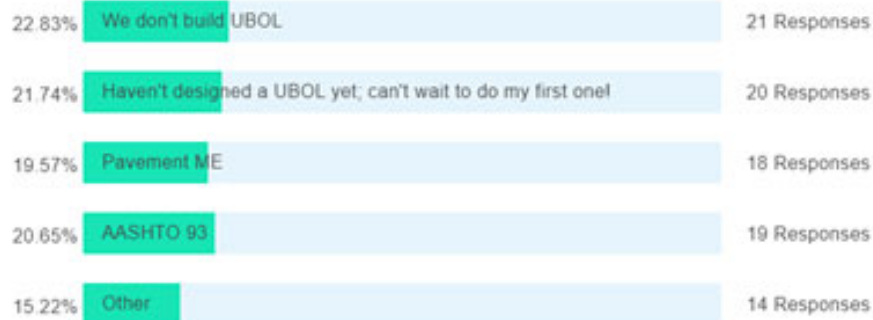 22.83% We don't build UBOL 21 Responses
21.74% Haven't designed a UBOL yet; can't wait to do my first one! 20 Responses
19.57% Pavement ME 18 Responses
20.65% AASHTO 93 19 Responses
15.22% Other 14 Responses